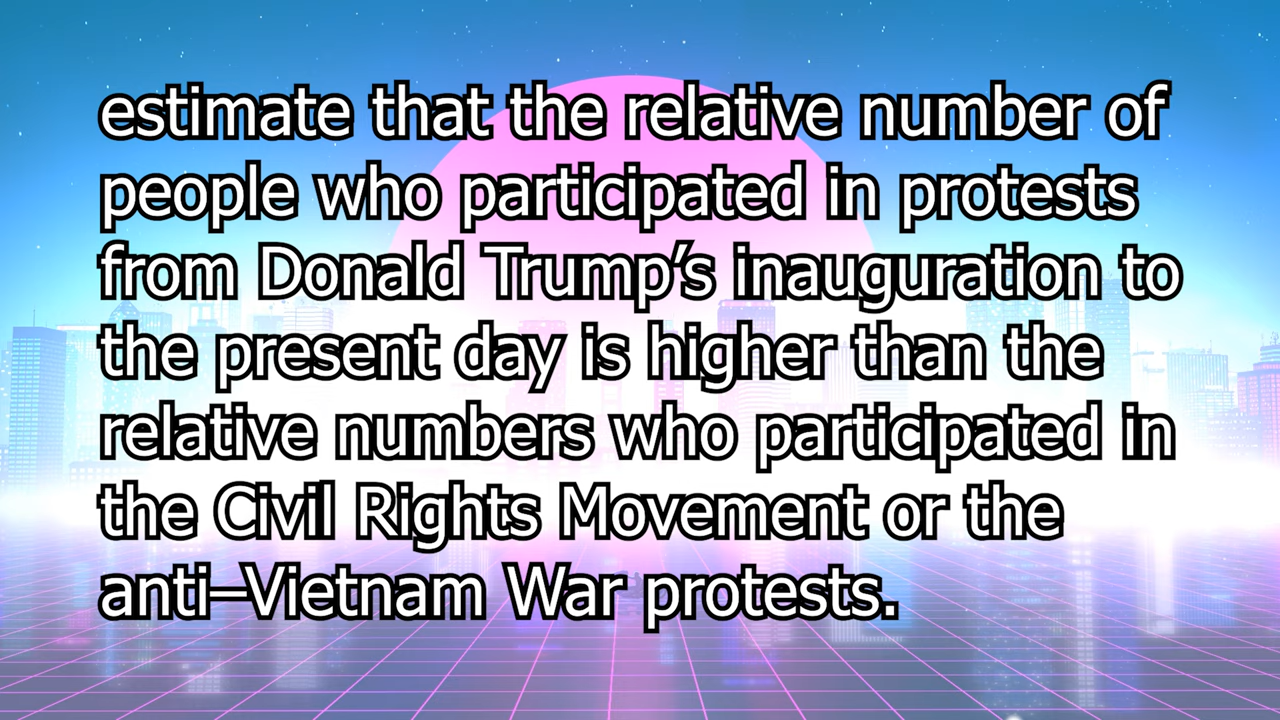 estimate that the relative number of
people who participated in protests
from Donald Trump’s inauguration to
the present day is higher than the
relative numbers who participated in
the Civil Rights Movement or the
anti–Vietnam War protests.